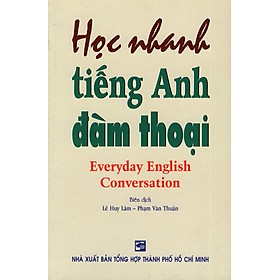 Học nhanh
tiếng Anh
đàm thoại
Everyday English
Conversation
Biên dịch
Lê Huy Lâm – Phạm Văn Thuận
NHÀ XUẤT BẢN TỔNG HỢP THÀNH PHỐ HỒ CHÍ MINH